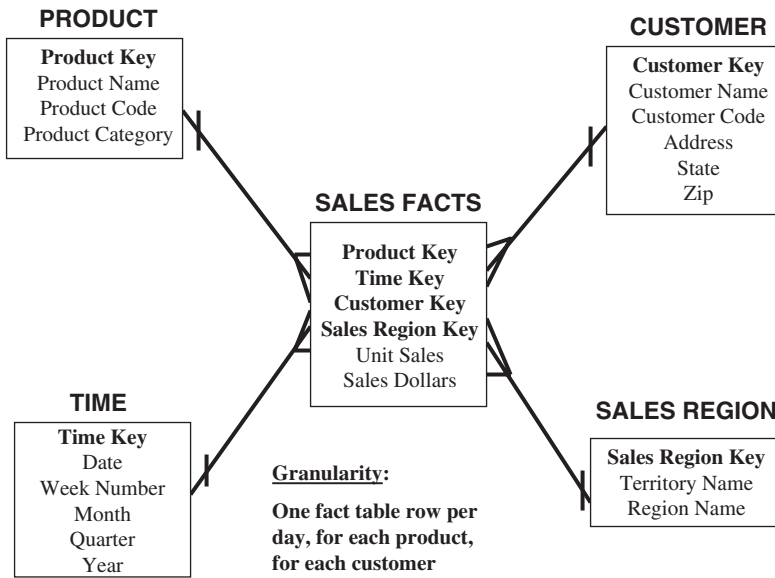 PRODUCT
Product Key
Product Name
Product Code
Product Category
CUSTOMER
Customer Key
Customer Name
Customer Code
Address
State
Zip
SALES FACTS
Product Key
Time Key
Customer Key
Sales Region Key
Unit Sales
Sales Dollars
TIME
Time Key
Date
Week Number
Month
Quarter
Year
Granularity:
One fact table row per
day, for each product,
for each customer
SALES REGION
Sales Region Key
Territory Name
Region Name